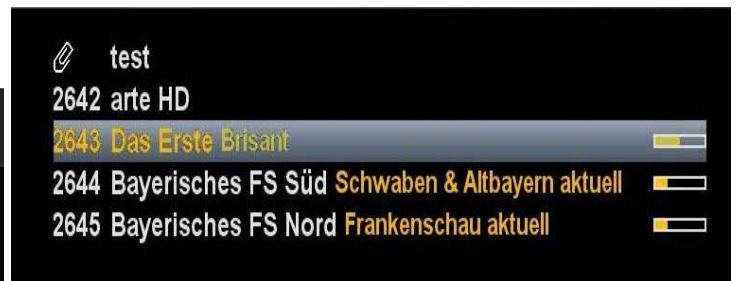 test
2642 arte HD
2643 Das Erste Brisant
2644 Bayerisches FS Süd Schwaben & Altbayern aktuell
2645 Bayerisches FS Nord Frankenschau aktuell